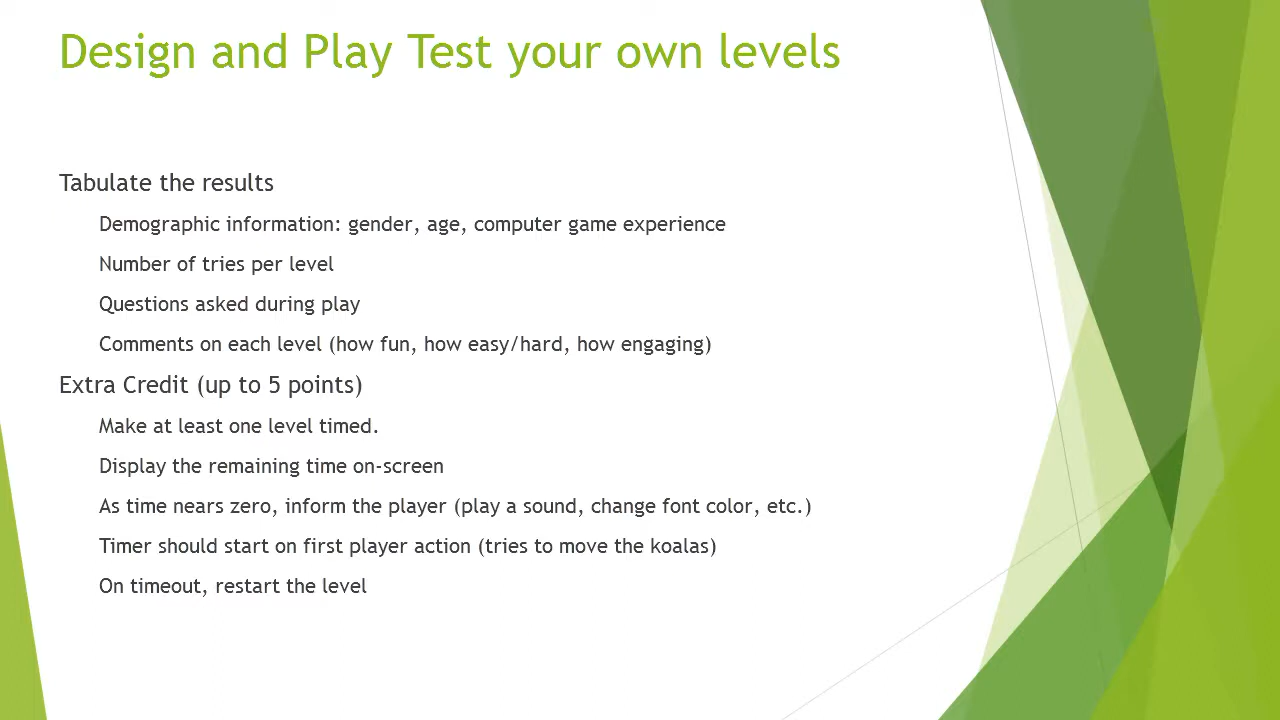 Design and Play Test your own levels
Tabulate the results
Demographic information: gender, age, computer game experience
Number of tries per level
Questions asked during play
Comments on each level (how fun, how easy/hard, how engaging)
Extra Credit (up to 5 points)
Make at least one level timed.
Display the remaining time on-screen
As time nears zero, inform the player (play a sound, change font color, etc.)
Timer should start on first player action (tries to move the koalas)
On timeout, restart the level